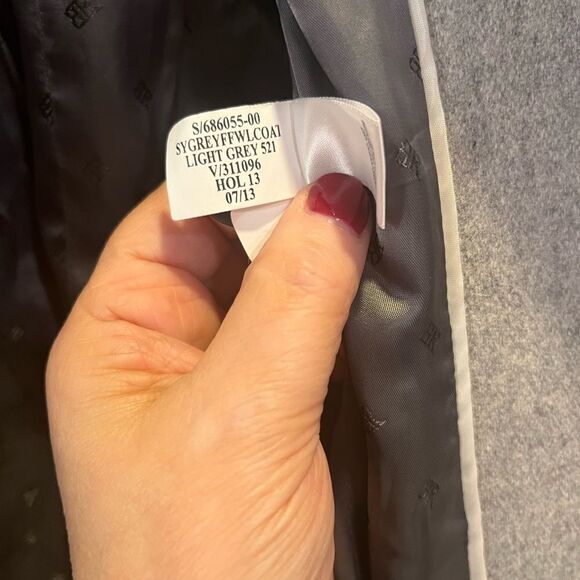 S/686055-00
SYGREYFFWLCOAT
LIGHT GREY 521
V/311096
HOL 13
07/13